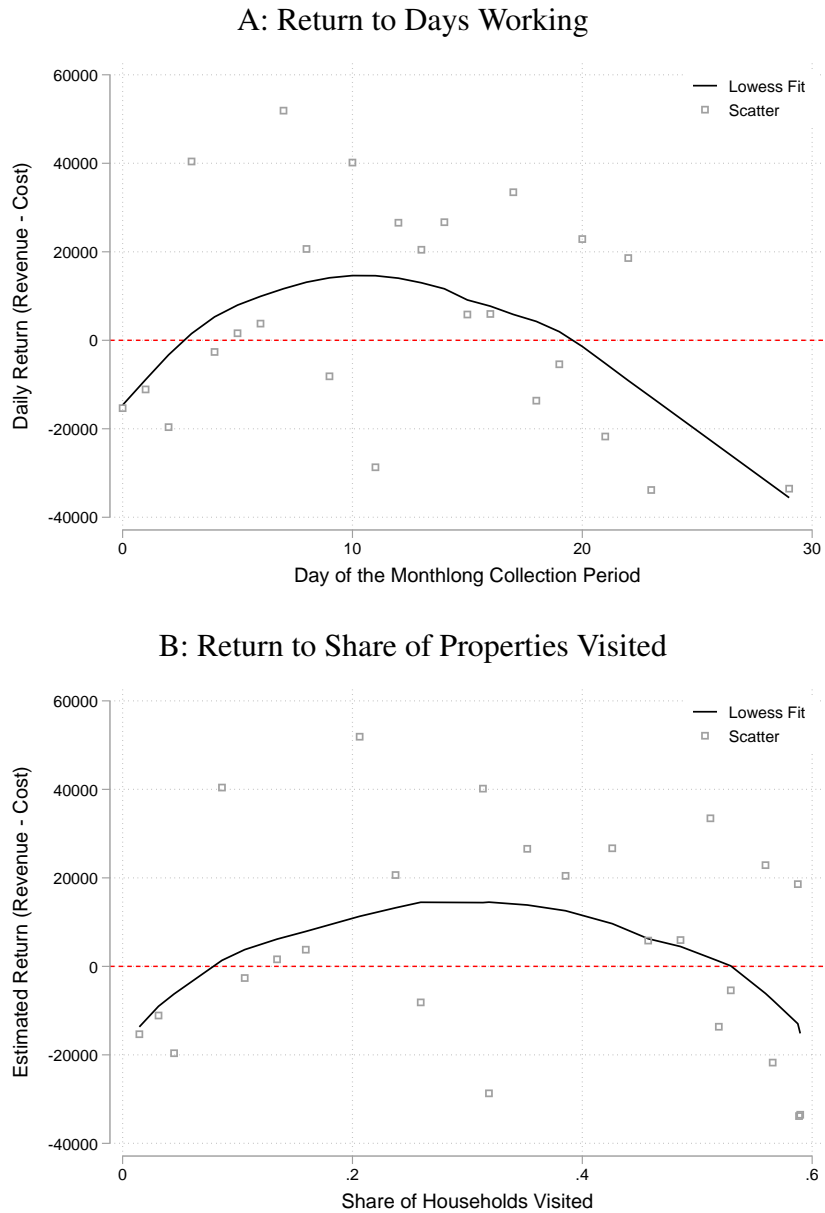 A: Return to Days Working
60000
Lowess Fit
Scatter
40000
20000
0
-20000
-40000
Daily Return (Revenue - Cost)
0 10 20 30
Day of the Monthlong Collection Period
B: Return to Share of Properties Visited
60000
Lowess Fit
Scatter
40000
20000
0
-20000
-40000
Estimated Return (Revenue - Cost)
0 .2 .4 .6
Share of Households Visited